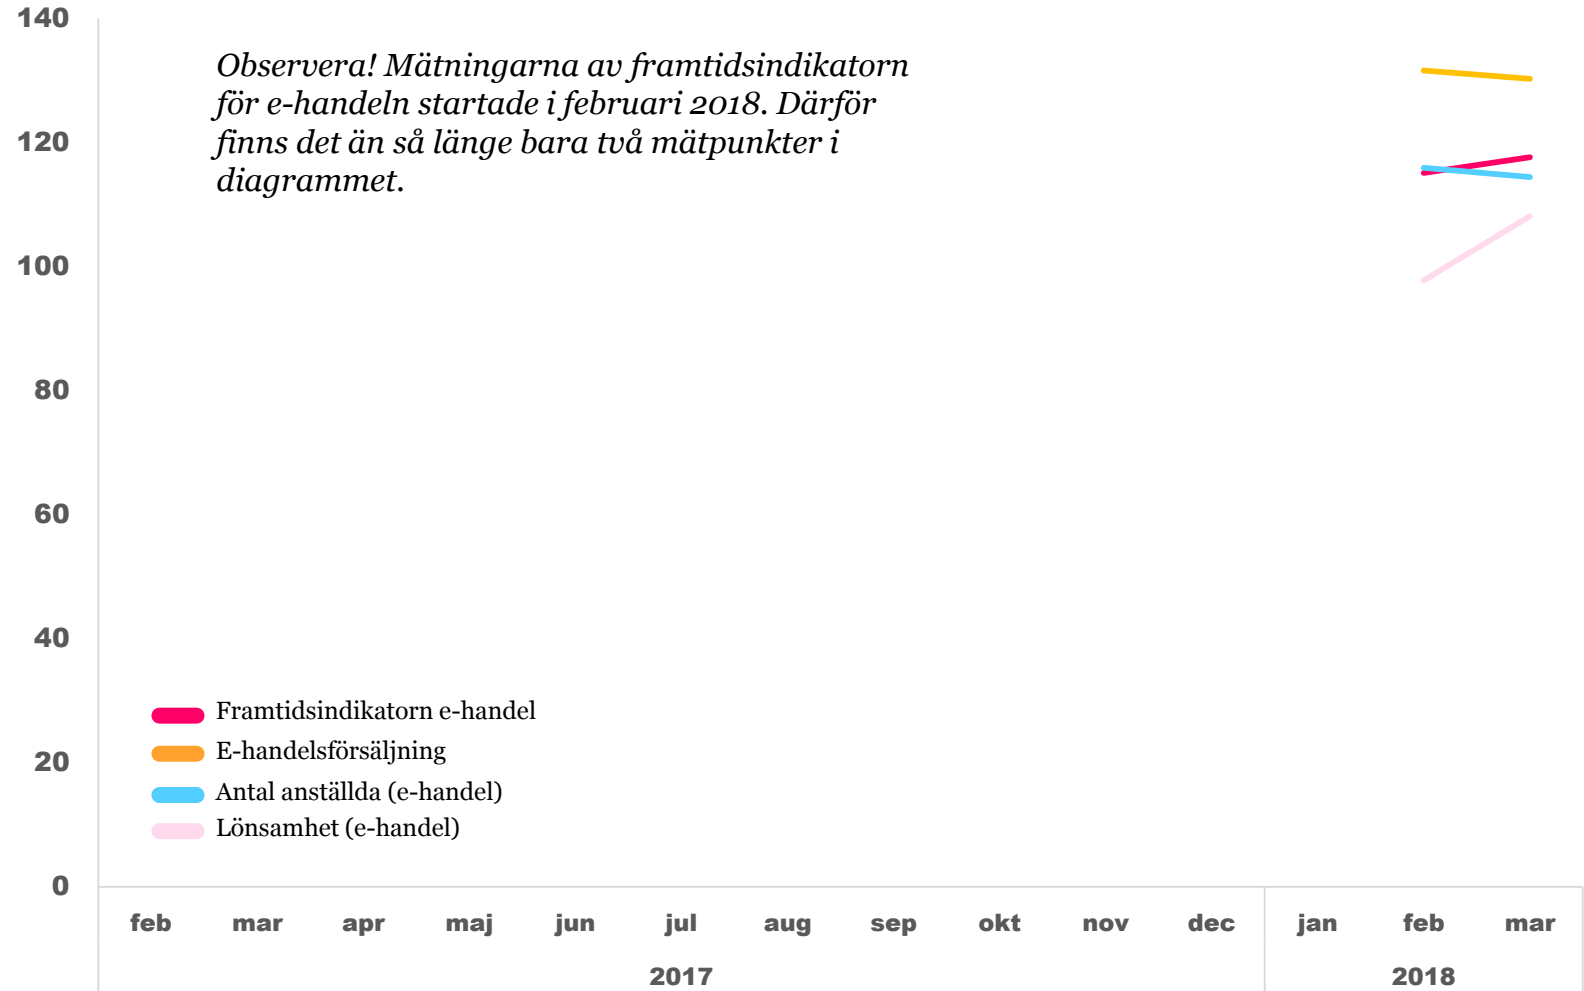 140
Observera! Mätningarna av framtidsindikatorn
för e-handeln startade i februari 2018. Därför
finns det än så länge bara två mätpunkter i
diagrammet.
120
100
80
60
40
20
0
Framtidsindikatorn e-handel
E-handelsförsäljning
Antal anställda (e-handel)
Lönsamhet (e-handel)
feb mar apr maj jun jul aug sep okt nov dec jan feb mar
2017 2018